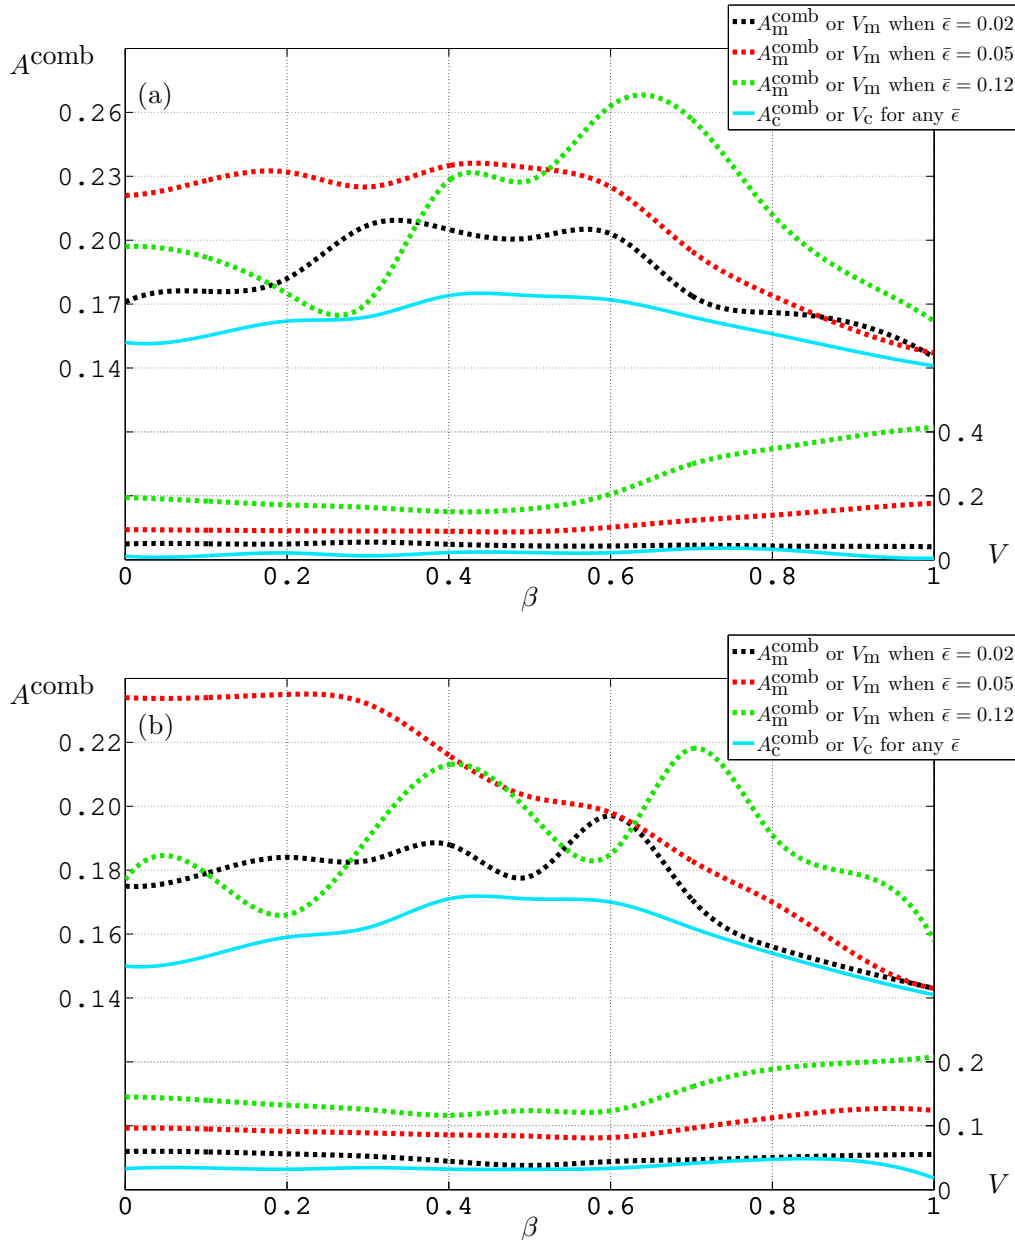 A_m^comb or V_m when ε̄ = 0.02
A_m^comb or V_m when ε̄ = 0.05
A_m^comb or V_m when ε̄ = 0.12
A_c^comb or V_c for any ε̄
A^comb
(a)
0.26
0.23
0.20
0.17
0.14
0.4
0.2
0
0 0.2 0.4 0.6 0.8 1
V
β
A_m^comb or V_m when ε̄ = 0.02
A_m^comb or V_m when ε̄ = 0.05
A_m^comb or V_m when ε̄ = 0.12
A_c^comb or V_c for any ε̄
A^comb
(b)
0.22
0.20
0.18
0.16
0.14
0.2
0.1
0
0 0.2 0.4 0.6 0.8 1
V
β